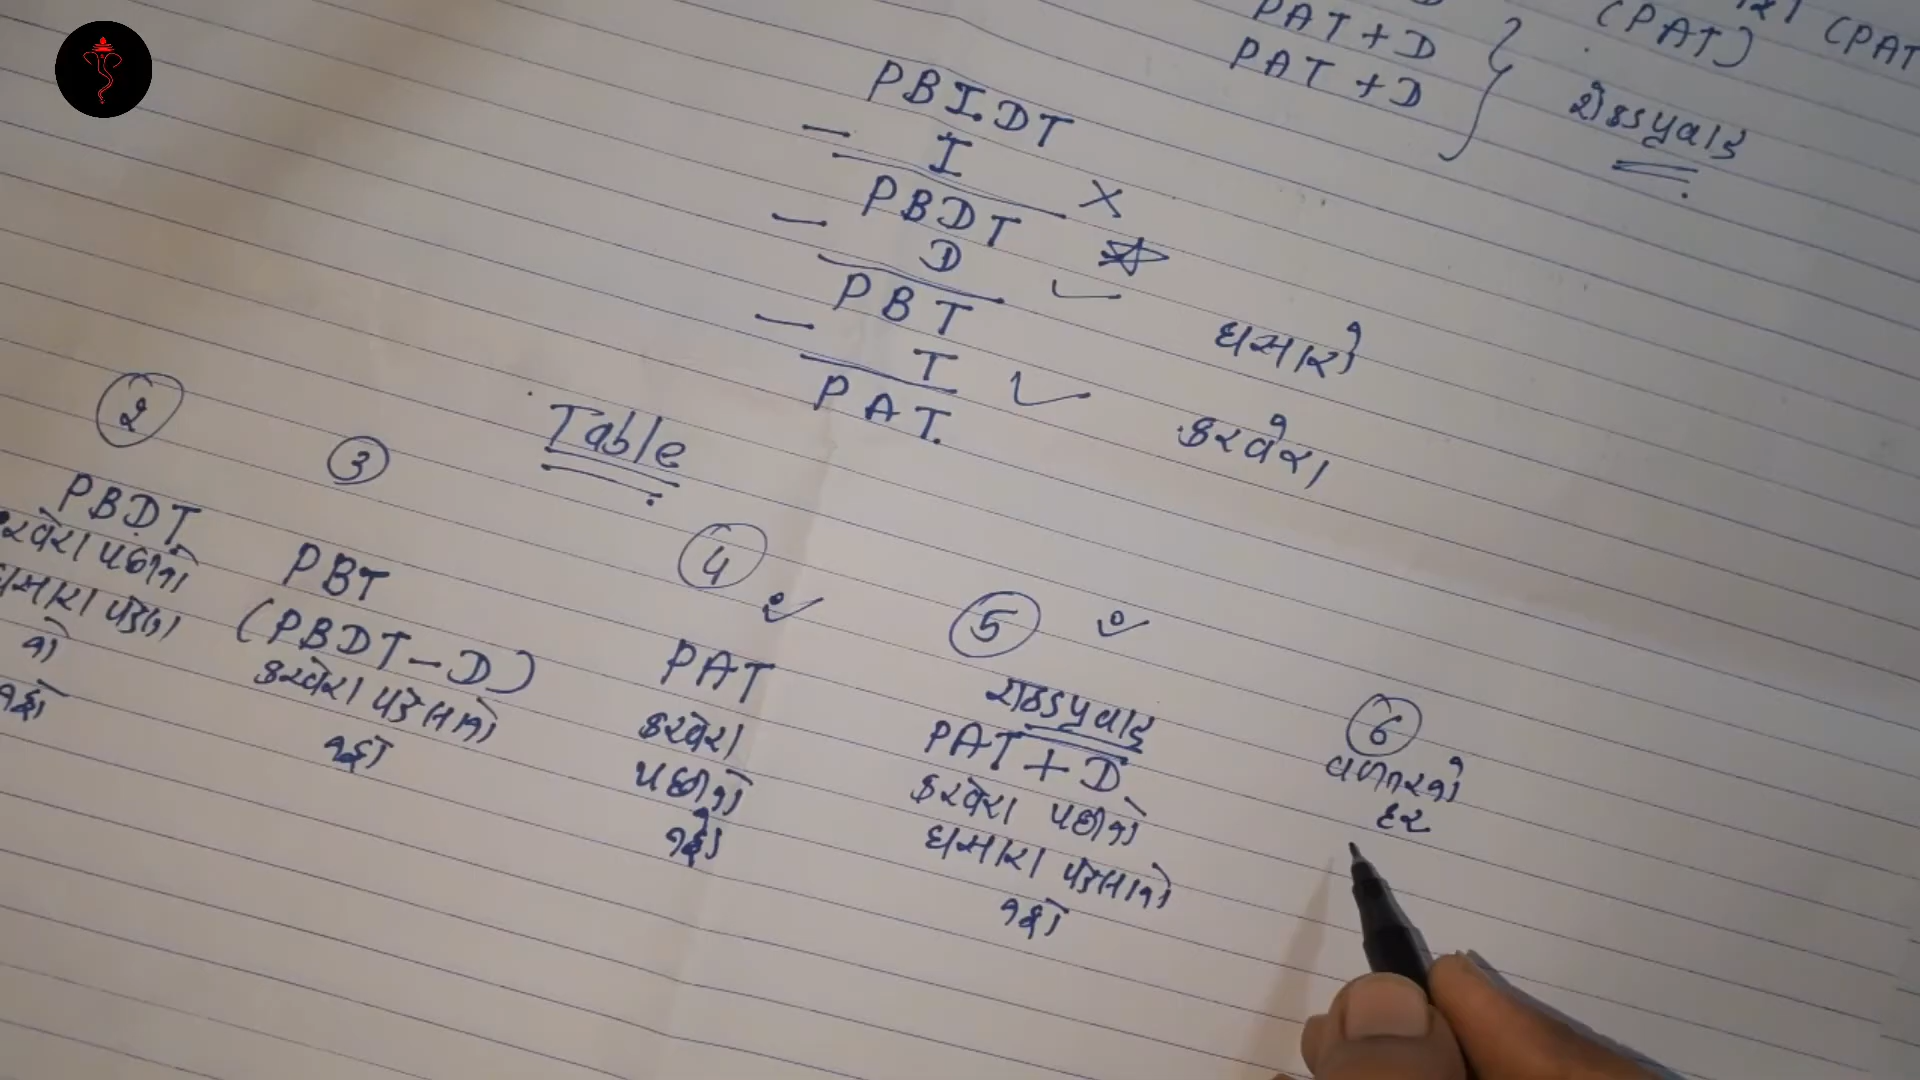 PAT + D
PAT + D
(PAT)
(PAT
રોકડપ્રવાહ
PBIDT
— I
PBDT
— D
PBT
— T
PAT.
ઘસારો
કરવેરા
Table
2
PBDT
કરવેરા પછીનો
ઘસારા પહેલા
નો
નફો
3
PBT
(PBDT - D)
કરવેરા પહેલાનો
નફો
4
PAT
કરવેરા
પછીનો
નફો
5
રોકડપ્રવાહ
PAT + D
કરવેરા પછીનો
ઘસારા પહેલાનો
નફો
6
વળતરનો
દર